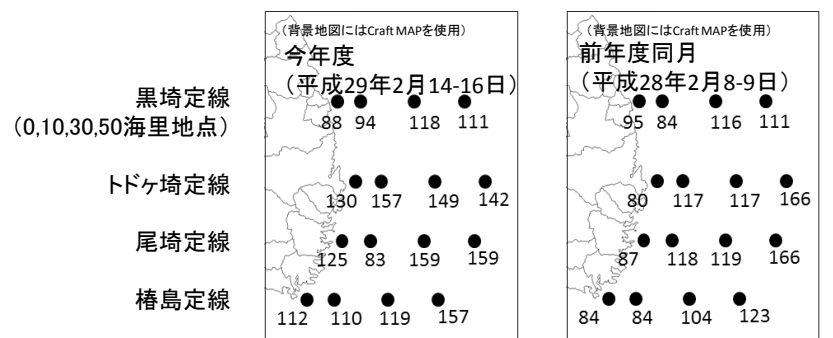 （背景地図にはCraft MAPを使用）
今年度
（平成29年2月14-16日）
（背景地図にはCraft MAPを使用）
前年度同月
（平成28年2月8-9日）
黒埼定線
（0,10,30,50海里地点）
88 94 118 111
95 84 116 111
トドヶ埼定線
130 157 149 142
80 117 117 166
尾埼定線
125 83 159 159
87 118 119 166
椿島定線
112 110 119 157
84 84 104 123